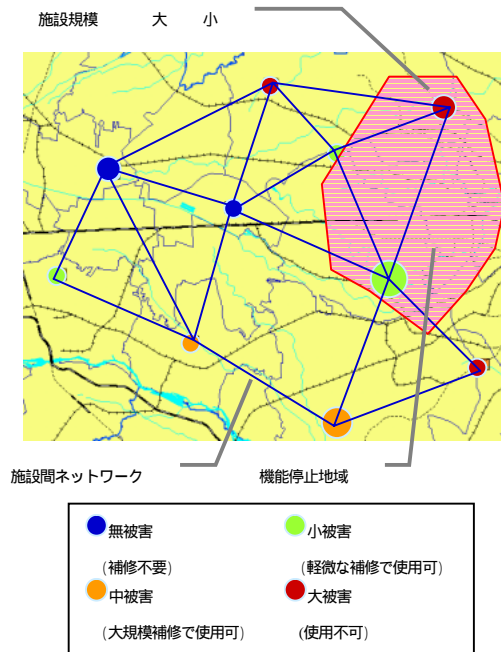 施設規模 大 小
施設間ネットワーク 機能停止地域
無被害 小被害
(補修不要) (軽微な補修で使用可)
中被害 大被害
(大規模補修で使用可) (使用不可)